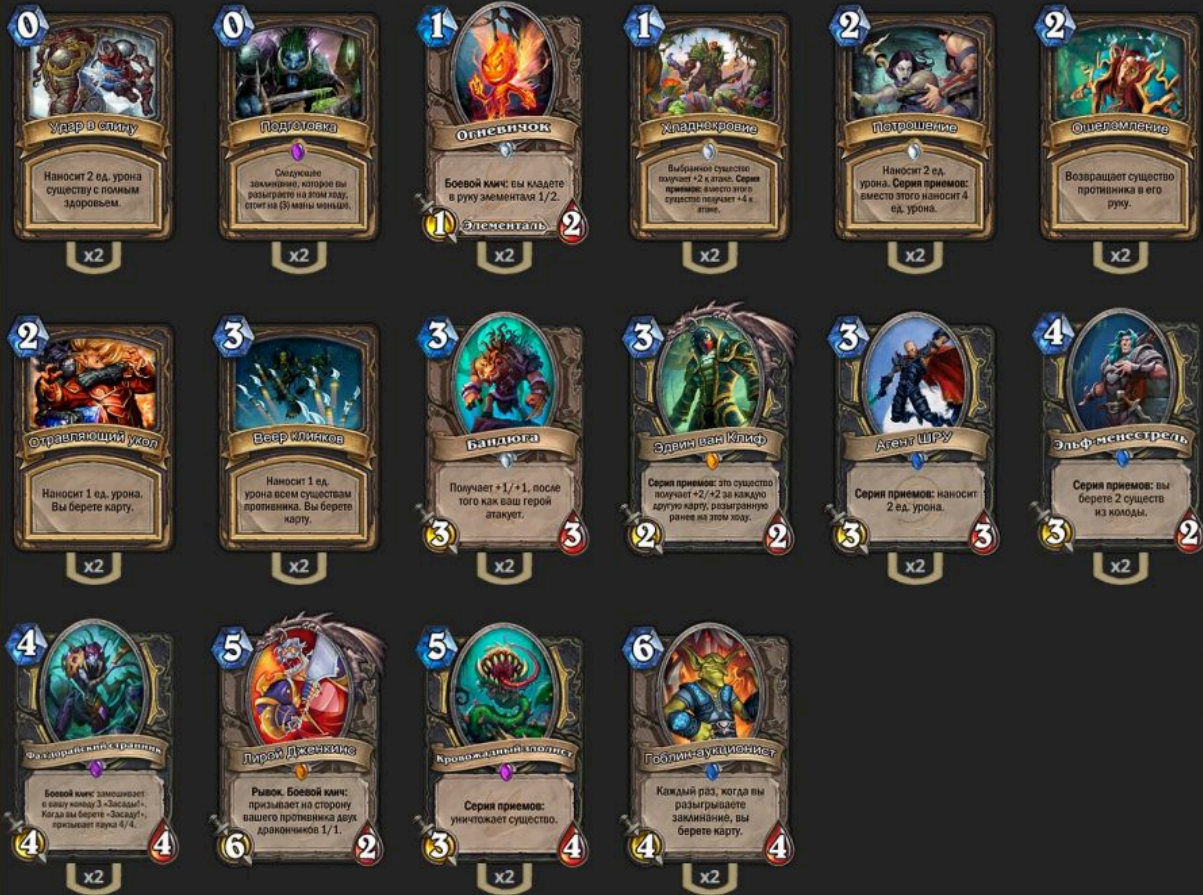 0
Удар в спину
Наносит 2 ед. урона
существу с полным
здоровьем.
x2
0
Подготовка
Следующее
заклинание, которое вы
разыграете на этом ходу,
стоит на (3) маны меньше.
x2
1
Огневичок
Боевой клич: вы кладете
в руку элементаля 1/2.
1
Элементаль
2
x2
1
Хладнокровие
Выбранное существо
получает +2 к атаке. Серия
приемов: вместо этого
существо получает +4 к
атаке.
x2
2
Потрошение
Наносит 2 ед.
урона. Серия приемов:
вместо этого наносит 4
ед. урона.
x2
2
Ошеломление
Возвращает существо
противника в его
руку.
x2
2
Отравляющий укол
Наносит 1 ед. урона.
Вы берете карту.
x2
3
Веер клинков
Наносит 1 ед.
урона всем существам
противника. Вы берете
карту.
x2
3
Бандюга
Получает +1/+1, после
того как ваш герой
атакует.
3
3
x2
3
Эдвин ван Клиф
Серия приемов: это существо
получает +2/+2 за каждую
другую карту, разыгранную
ранее на этом ходу.
2
2
3
Агент ШРУ
Серия приемов: наносит
2 ед. урона.
3
3
x2
4
Эльф-менестрель
Серия приемов: вы
берете 2 существ
из колоды.
3
2
x2
4
Фалдорайский странник
Боевой клич: замешивает
в вашу колоду 3 «Засады!».
Когда вы берете «Засаду!»,
призывает паука 4/4.
4
4
x2
5
Лирой Дженкинс
Рывок. Боевой клич:
призывает на сторону
вашего противника двух
дракончиков 1/1.
6
2
5
Кровожадный злолист
Серия приемов:
уничтожает существо.
3
4
x2
6
Гоблин-аукционист
Каждый раз, когда вы
разыгрываете
заклинание, вы
берете карту.
4
4
x2